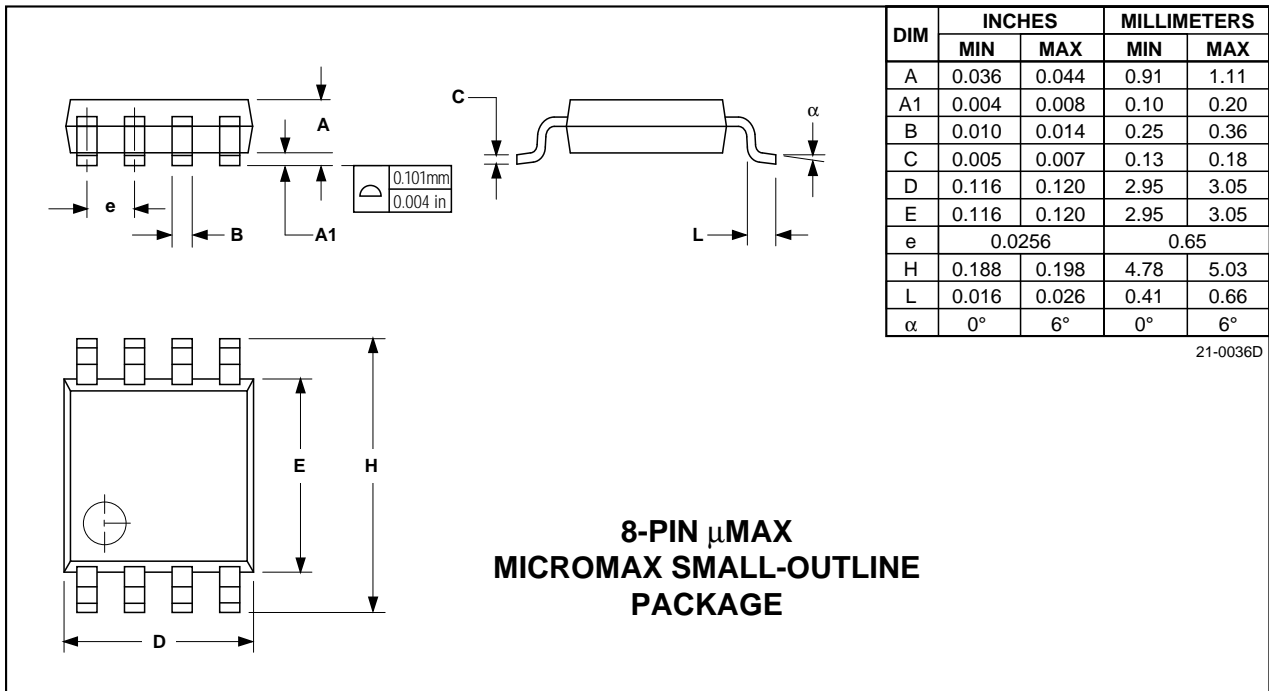 DIM INCHES MILLIMETERS
MIN MAX MIN MAX
A 0.036 0.044 0.91 1.11
A1 0.004 0.008 0.10 0.20
B 0.010 0.014 0.25 0.36
C 0.005 0.007 0.13 0.18
D 0.116 0.120 2.95 3.05
E 0.116 0.120 2.95 3.05
e 0.0256 0.65
H 0.188 0.198 4.78 5.03
L 0.016 0.026 0.41 0.66
α 0° 6° 0° 6°
21-0036D
A
e
B
A1
0.101mm
0.004 in
C
α
L
E
H
D
8-PIN μMAX
MICROMAX SMALL-OUTLINE
PACKAGE